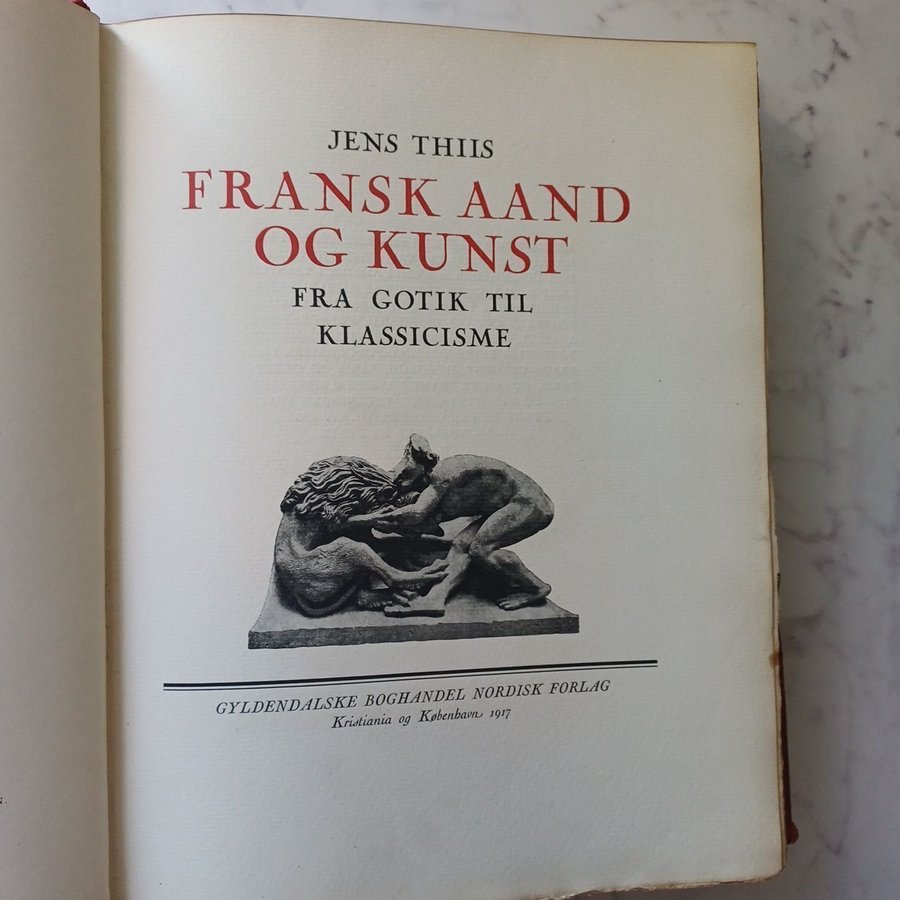 JENS THIIS
FRANSK AAND
OG KUNST
FRA GOTIK TIL
KLASSICISME
GYLDENDALSKE BOGHANDEL NORDISK FORLAG
Kristiania og København 1917